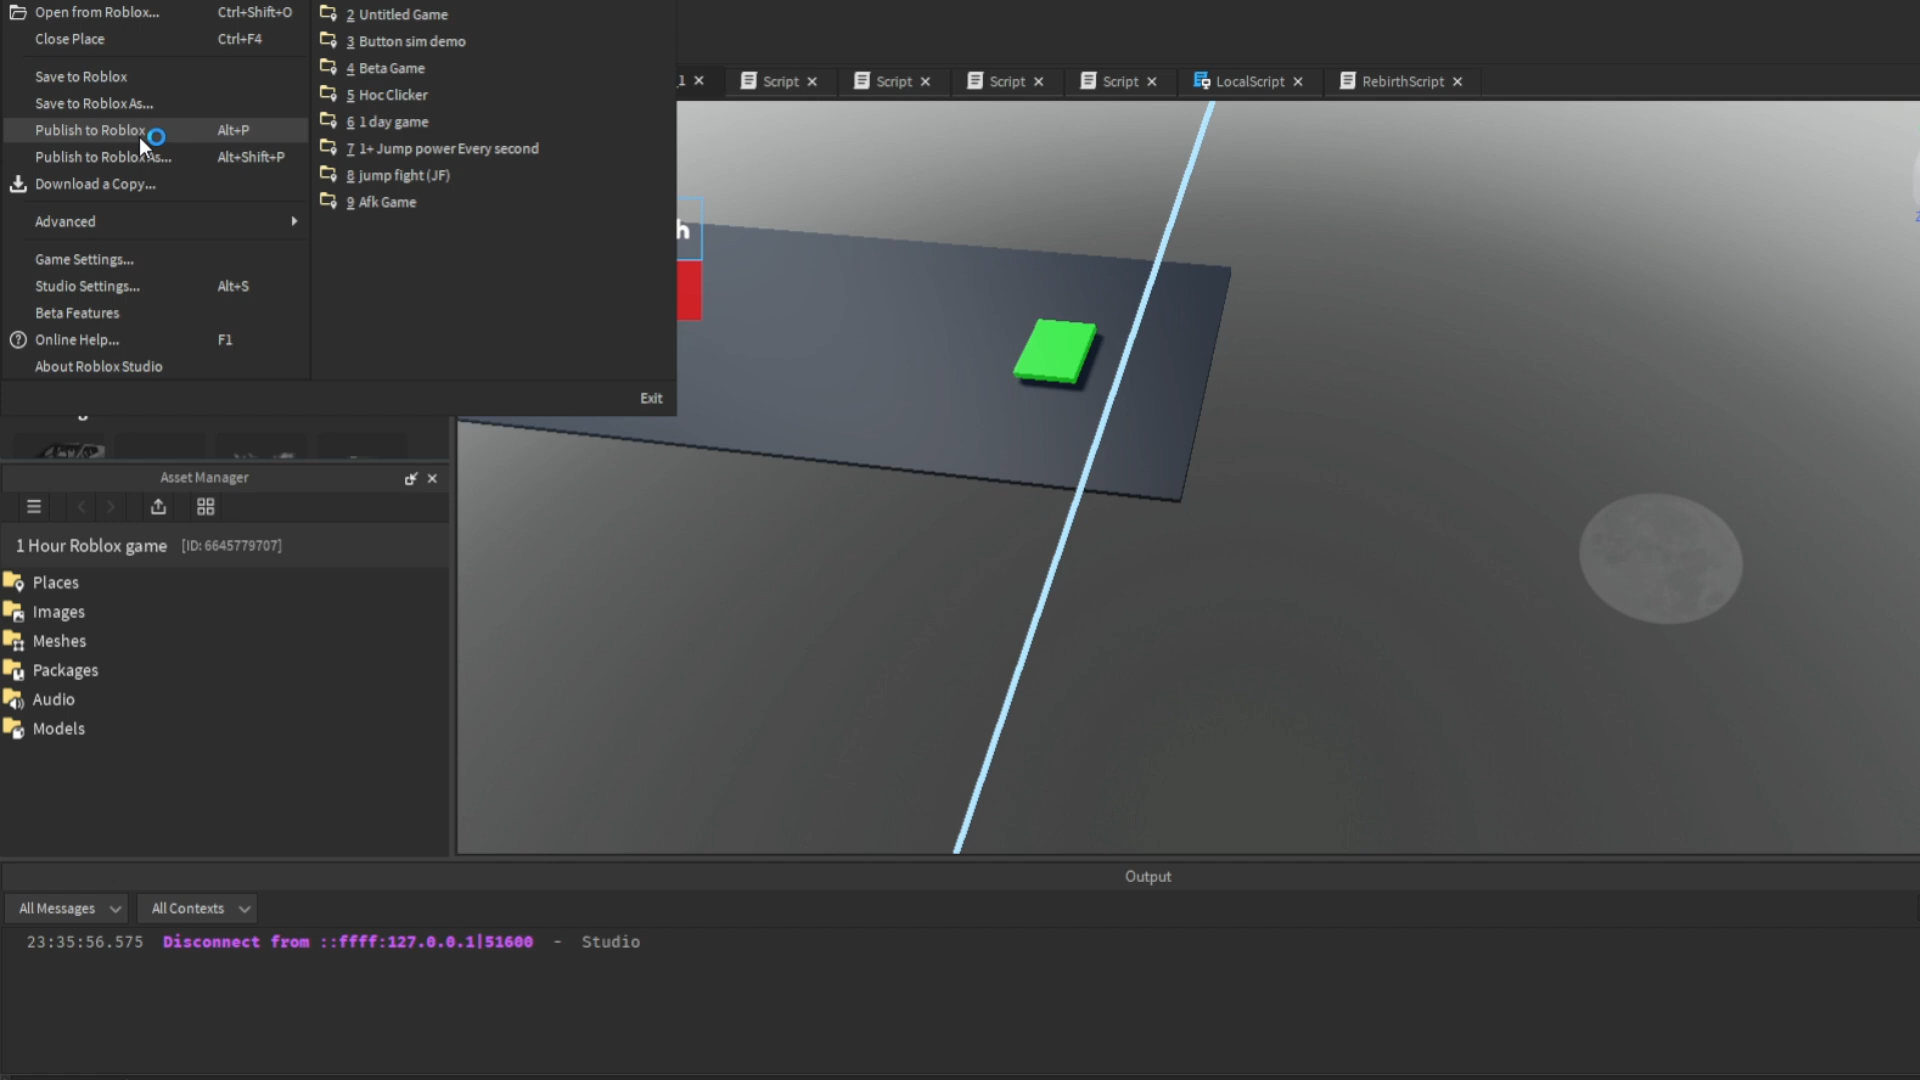 Open from Roblox... Ctrl+Shift+O
Close Place Ctrl+F4
Save to Roblox
Save to Roblox As...
Publish to Roblox Alt+P
Publish to Roblox As... Alt+Shift+P
Download a Copy...
Advanced
Game Settings...
Studio Settings... Alt+S
Beta Features
Online Help... F1
About Roblox Studio
2 Untitled Game
3 Button sim demo
4 Beta Game
5 Hoc Clicker
6 1 day game
7 1+ Jump power Every second
8 jump fight (JF)
9 Afk Game
Exit
_1 Script Script Script Script LocalScript RebirthScript
h
Asset Manager
1 Hour Roblox game [ID: 6645779707]
Places
Images
Meshes
Packages
Audio
Models
Output
All Messages All Contexts
23:35:56.575 Disconnect from ::ffff:127.0.0.1|51600 - Studio